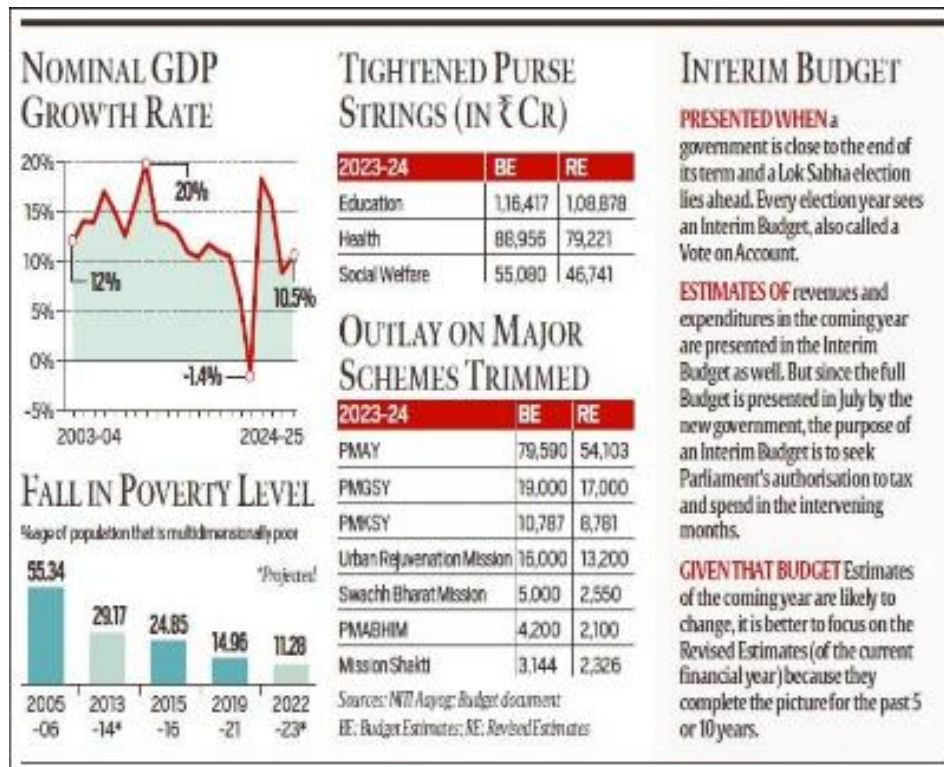 NOMINAL GDP
GROWTH RATE
20%
15%
10%
5%
0%
-5%
20%
12%
10.5%
-1.4%
2003-04 2024-25
FALL IN POVERTY LEVEL
%age of population that is multidimensionally poor
*Projected
55.34
29.17
24.85
14.96
11.28
2005 2013 2015 2019 2022
-06 -14* -16 -21 -23*
TIGHTENED PURSE
STRINGS (IN ₹ CR)
2023-24 BE RE
Education 1,16,417 1,08,878
Health 88,956 79,221
Social Welfare 55,080 46,741
OUTLAY ON MAJOR
SCHEMES TRIMMED
2023-24 BE RE
PMAY 79,590 54,103
PMGSY 19,000 17,000
PMKSY 10,787 8,781
Urban Rejuvenation Mission 16,000 13,200
Swachh Bharat Mission 5,000 2,550
PMABHIM 4,200 2,100
Mission Shakti 3,144 2,326
Sources: NITI Aayog; Budget document
BE: Budget Estimates; RE: Revised Estimates
INTERIM BUDGET
PRESENTED WHEN a
government is close to the end of
its term and a Lok Sabha election
lies ahead. Every election year sees
an Interim Budget, also called a
Vote on Account.
ESTIMATES OF revenues and
expenditures in the coming year
are presented in the Interim
Budget as well. But since the full
Budget is presented in July by the
new government, the purpose of
an Interim Budget is to seek
Parliament's authorisation to tax
and spend in the intervening
months.
GIVEN THAT BUDGET Estimates
of the coming year are likely to
change, it is better to focus on the
Revised Estimates (of the current
financial year) because they
complete the picture for the past 5
or 10 years.